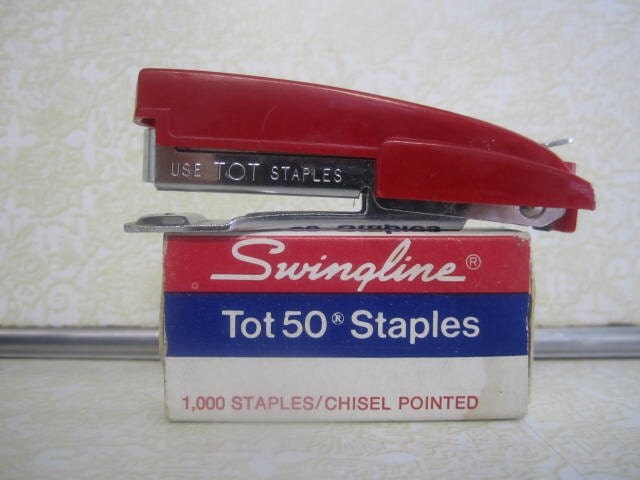 USE TOT STAPLES
Swingline®
Tot 50® Staples
1,000 STAPLES/CHISEL POINTED